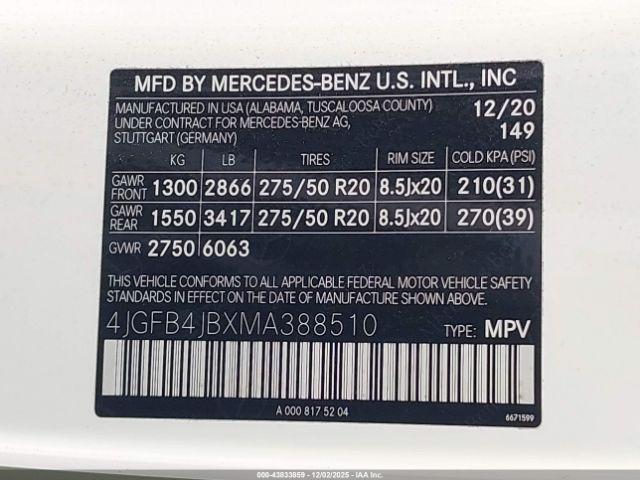 MFD BY MERCEDES-BENZ U.S. INTL., INC
MANUFACTURED IN USA (ALABAMA, TUSCALOOSA COUNTY) 12/20
UNDER CONTRACT FOR MERCEDES-BENZ AG, 149
STUTTGART (GERMANY)
KG LB TIRES RIM SIZE COLD KPA (PSI)
GAWR FRONT 1300 2866 275/50 R20 8.5Jx20 210(31)
GAWR REAR 1550 3417 275/50 R20 8.5Jx20 270(39)
GVWR 2750 6063
THIS VEHICLE CONFORMS TO ALL APPLICABLE FEDERAL MOTOR VEHICLE SAFETY
STANDARDS IN EFFECT ON THE DATE OF MANUFACTURE SHOWN ABOVE.
4JGFB4JBXMA388510 TYPE: MPV
A 000 817 52 04
6671599
000-43833859 | 12/02/2025 - IAA Inc.